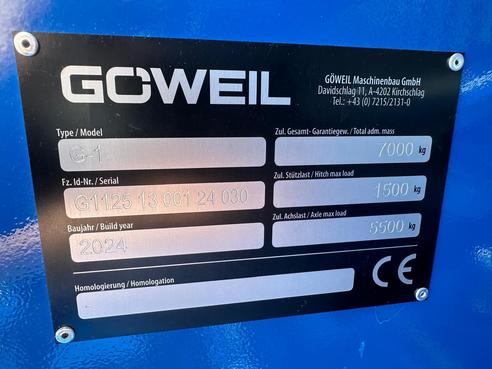 GÖWEIL
GÖWEIL Maschinenbau GmbH
Davidschlag 11, A-4202 Kirchschlag
Tel.: +43 (0) 7215/2131-0
Type / Model
G-1
Fz. Id-Nr. / Serial
G1125 13 001 24 030
Baujahr / Build year
2024
Homologierung / Homologation
Zul. Gesamt- Garantiegew. / Total adm. mass
7000 kg
Zul. Stützlast / Hitch max load
1500 kg
Zul. Achslast / Axle max load
5500 kg
CE